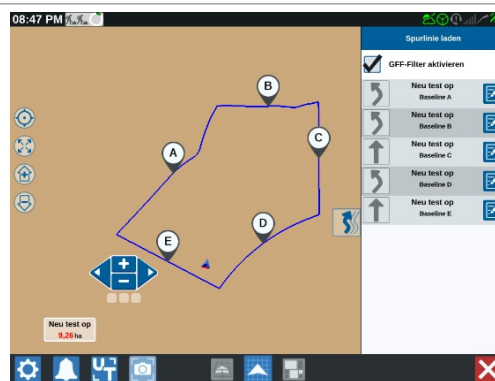 08:47 PM
Spurlinie laden
GFF-Filter aktivieren
Neu test op
Baseline A
Neu test op
Baseline B
Neu test op
Baseline C
Neu test op
Baseline D
Neu test op
Baseline E
B
C
A
D
E
Neu test op
9,26 ha
UT